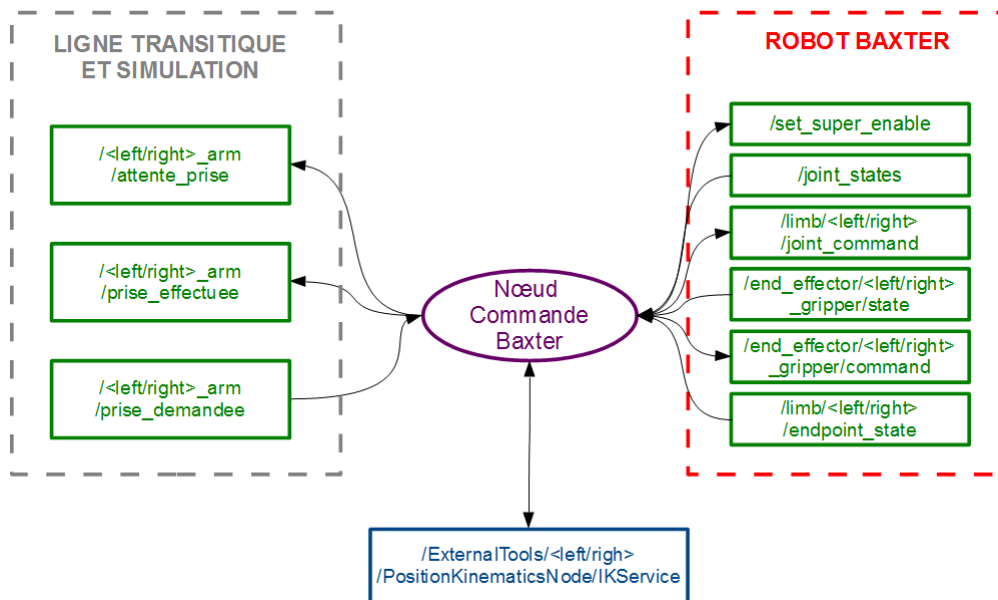 LIGNE TRANSITIQUE
ET SIMULATION
/<left/right>_arm
/attente_prise
/<left/right>_arm
/prise_effectuee
/<left/right>_arm
/prise_demandee
Nœud
Commande
Baxter
/ExternalTools/<left/righ>
/PositionKinematicsNode/IKService
ROBOT BAXTER
/set_super_enable
/joint_states
/limb/<left/right>
/joint_command
/end_effector/<left/right>
_gripper/state
/end_effector/<left/right>
_gripper/command
/limb/<left/right>
/endpoint_state